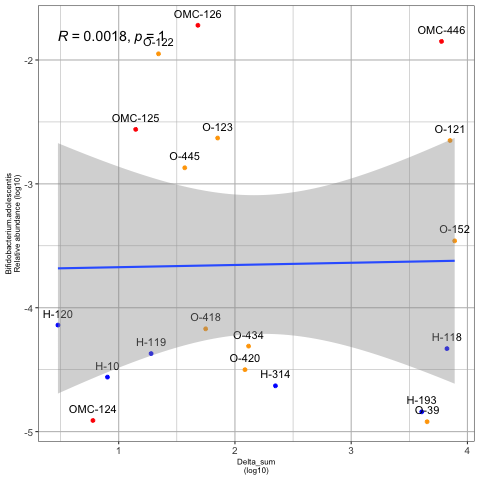 OMC-126
R = 0.0018, p = 1
O-122
OMC-446
-2
OMC-125
O-123
O-121
O-445
-3
O-152
Bifidobacterium.adolescentis
Relative abundance (log10)
-4
H-120
O-418
H-119
O-434
H-118
O-420
H-10
H-314
H-193
OMC-124
O-39
-5
1
2
3
4
Delta_sum
(log10)